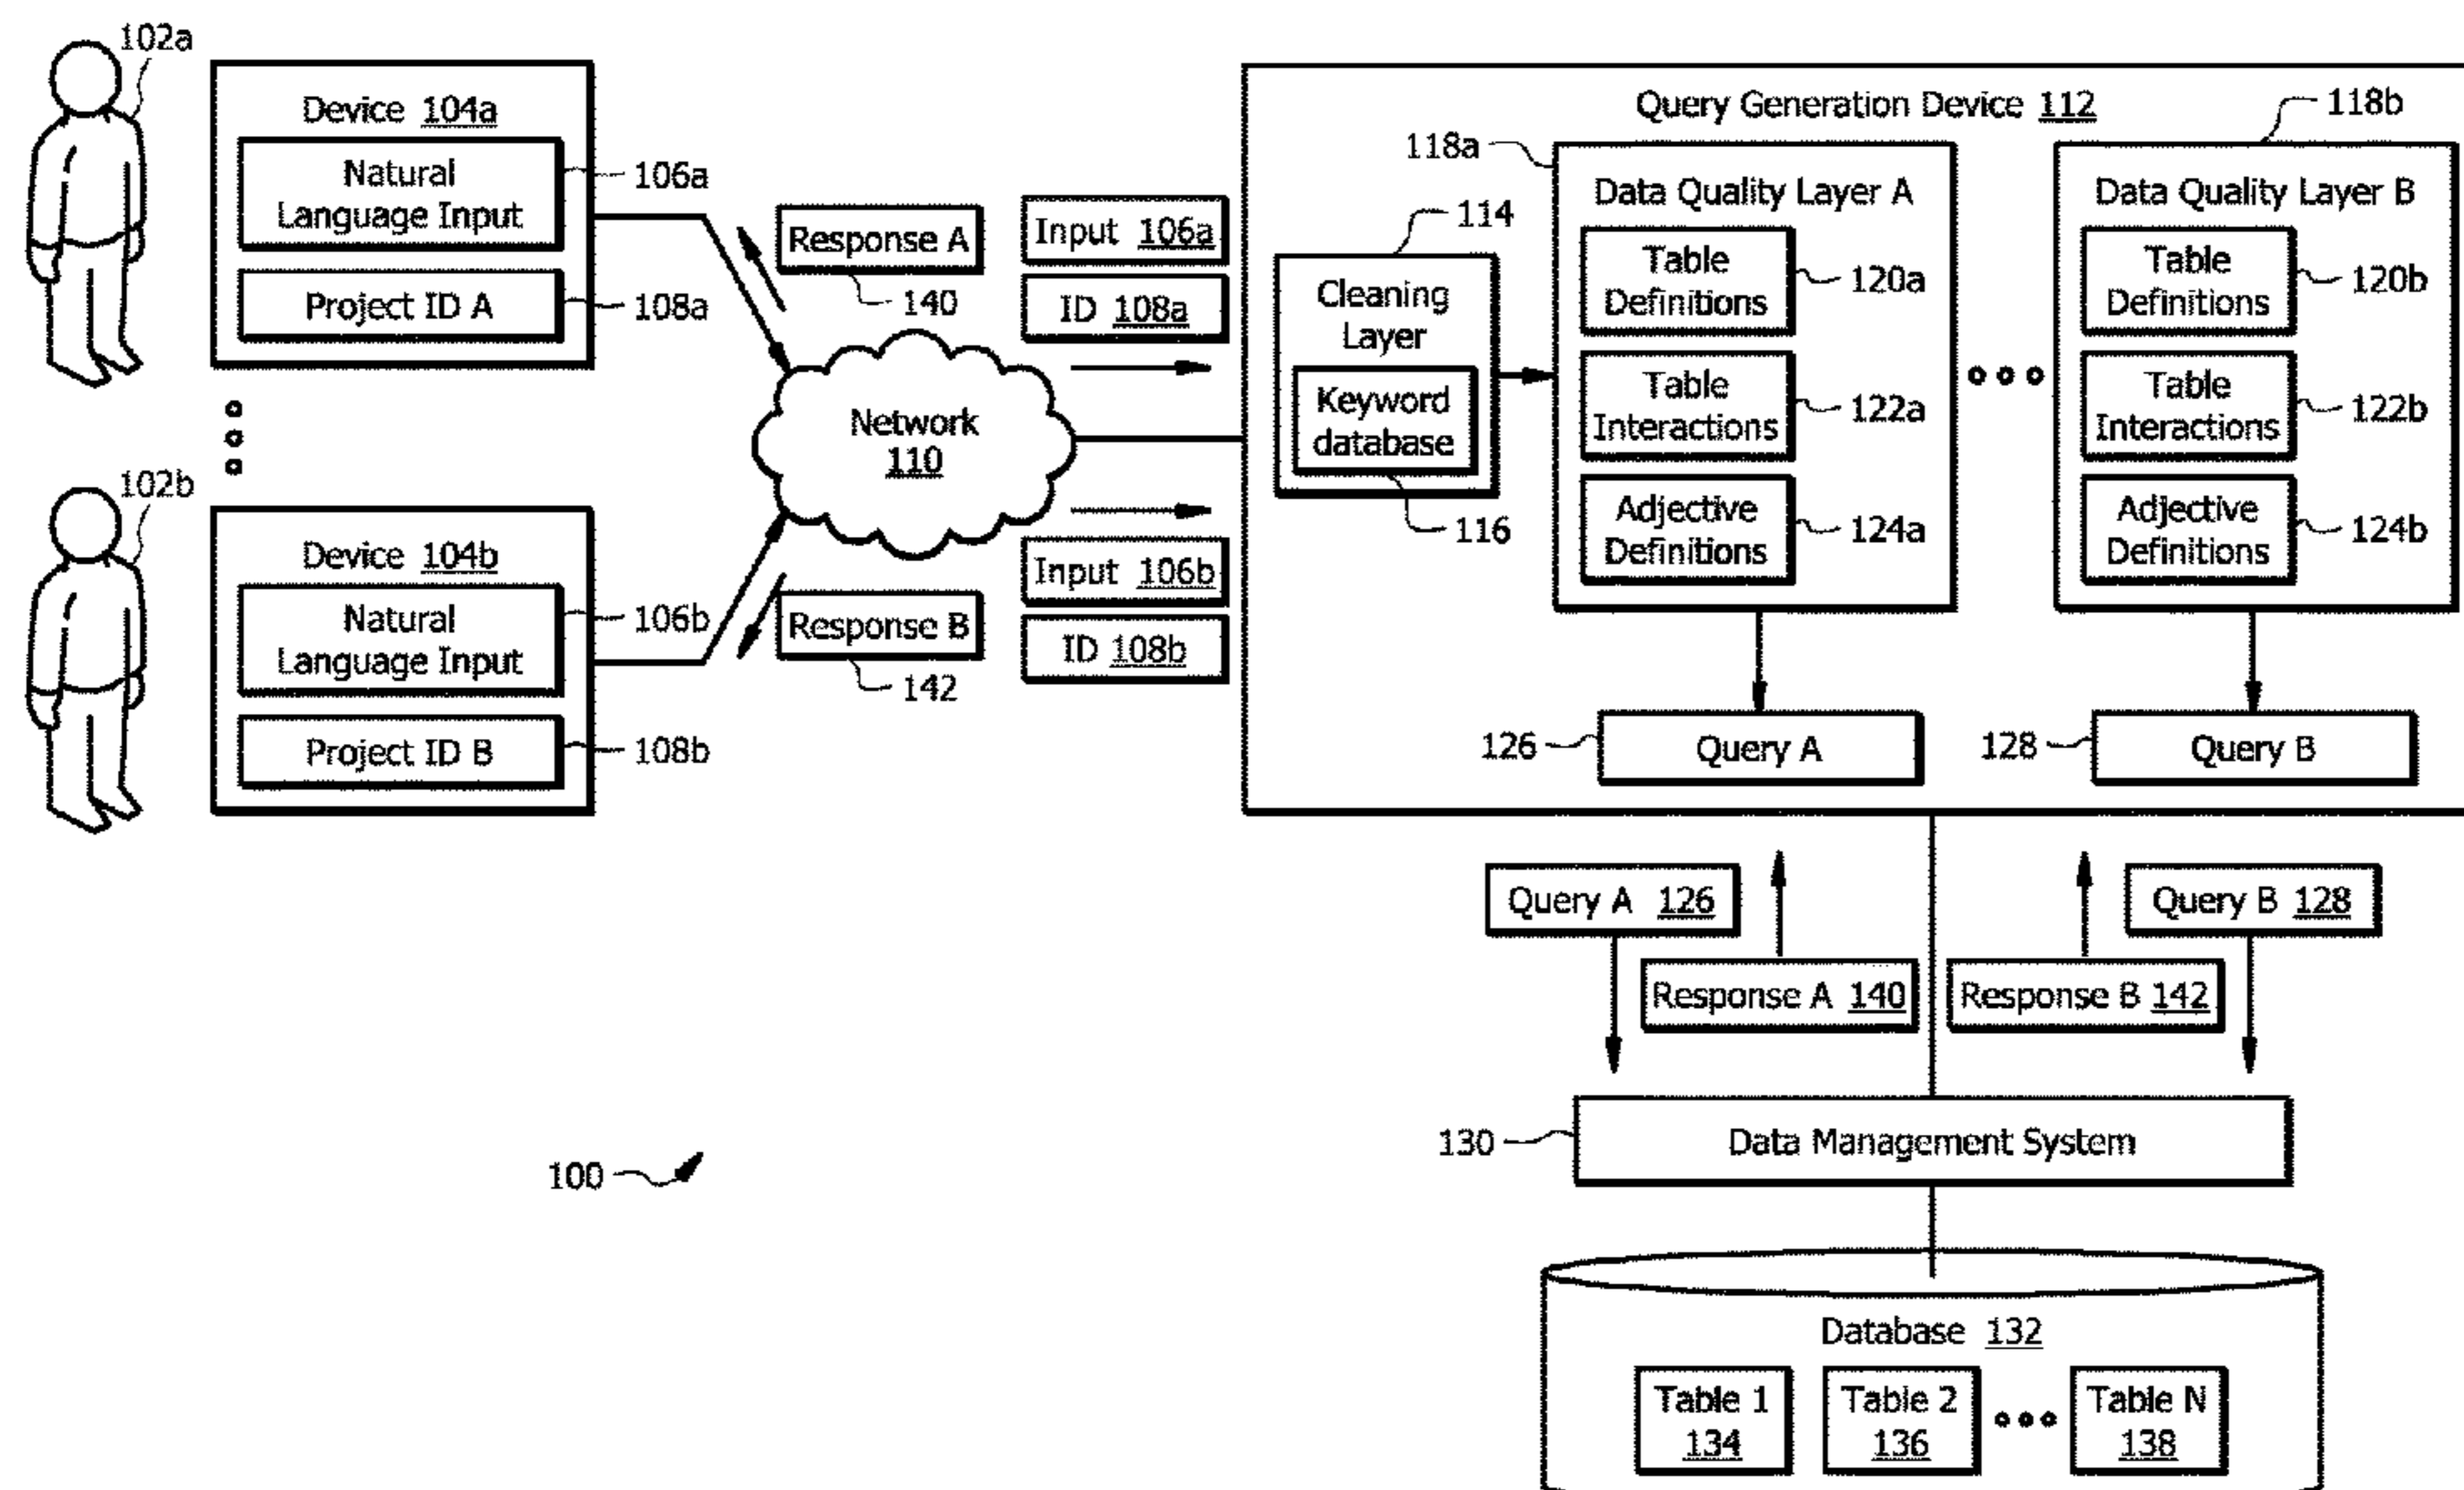 102a
Device 104a
Natural
Language Input
106a
Project ID A
108a
102b
Device 104b
Natural
Language Input
106b
Project ID B
108b
Response A
140
Input 106a
ID 108a
Network
110
Input 106b
ID 108b
Response B
142
Query Generation Device 112
114
Cleaning
Layer
Keyword
database
116
118a
Data Quality Layer A
Table
Definitions
120a
Table
Interactions
122a
Adjective
Definitions
124a
118b
Data Quality Layer B
Table
Definitions
120b
Table
Interactions
122b
Adjective
Definitions
124b
126
Query A
128
Query B
Query A 126
Response A 140
Response B 142
Query B 128
130
Data Management System
100
Database 132
Table 1
134
Table 2
136
Table N
138